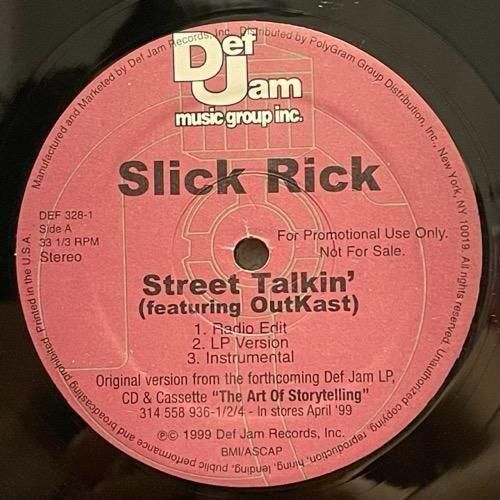 Manufactured and Marketed by Def Jam Records, Inc. Distributed by PolyGram Group Distribution, Inc., New York, NY 10019. All rights reserved. Unauthorized copying, reproduction, hiring, lending, public performance and broadcasting prohibited. Printed in the U.S.A.
Def
Jam
music group inc.
Slick Rick
DEF 328-1
Side A
33 1/3 RPM
Stereo
For Promotional Use Only.
Not For Sale.
Street Talkin'
(featuring OutKast)
1. Radio Edit
2. LP Version
3. Instrumental
Original version from the forthcoming Def Jam LP,
CD & Cassette "The Art Of Storytelling"
314 558 936-1/2/4 - In stores April '99
℗© 1999 Def Jam Records, Inc.
BMI/ASCAP